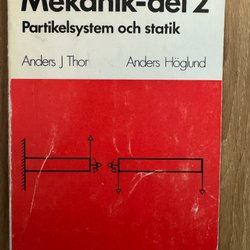 Mekanik-del 2
Partikelsystem och statik
Anders J Thor Anders Höglund